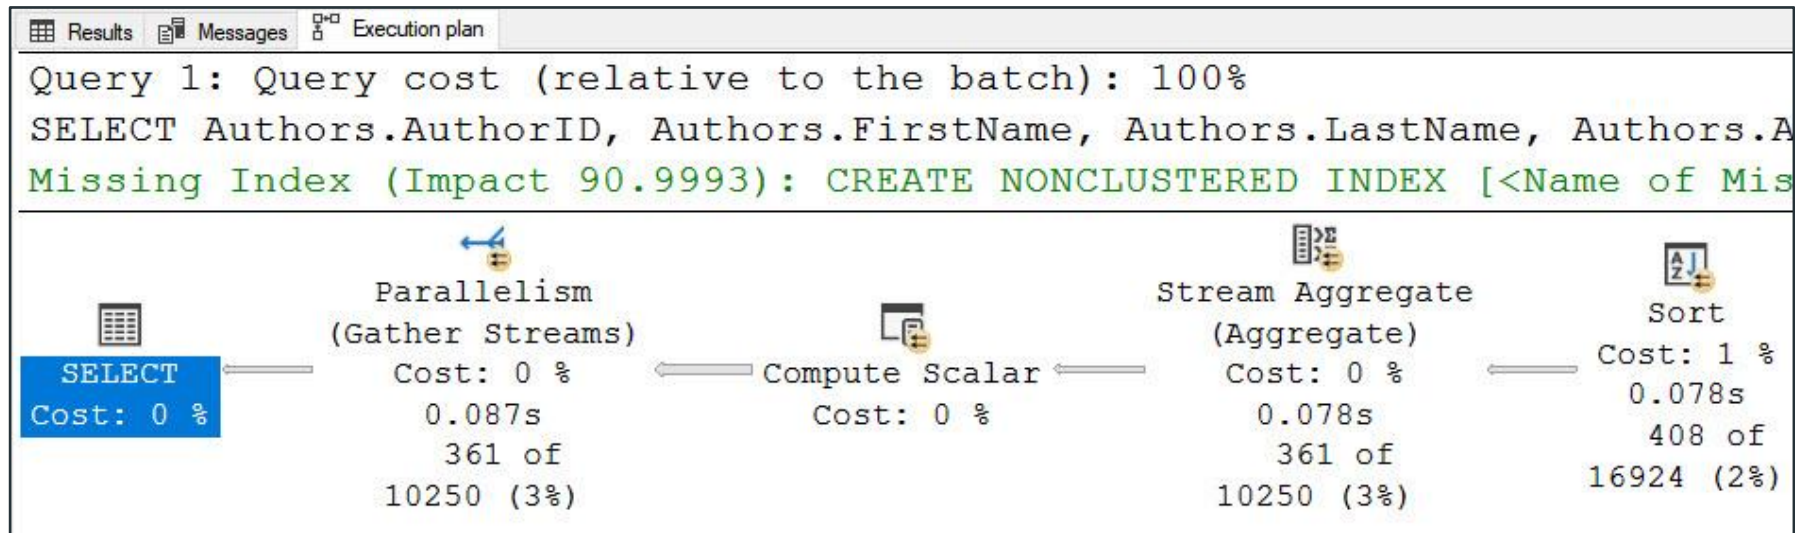 Results Messages Execution plan
Query 1: Query cost (relative to the batch): 100%
SELECT Authors.AuthorID, Authors.FirstName, Authors.LastName, Authors.A
Missing Index (Impact 90.9993): CREATE NONCLUSTERED INDEX [<Name of Mis
SELECT
Cost: 0 %
Parallelism
(Gather Streams)
Cost: 0 %
0.087s
361 of
10250 (3%)
Compute Scalar
Cost: 0 %
Stream Aggregate
(Aggregate)
Cost: 0 %
0.078s
361 of
10250 (3%)
Sort
Cost: 1 %
0.078s
408 of
16924 (2%)